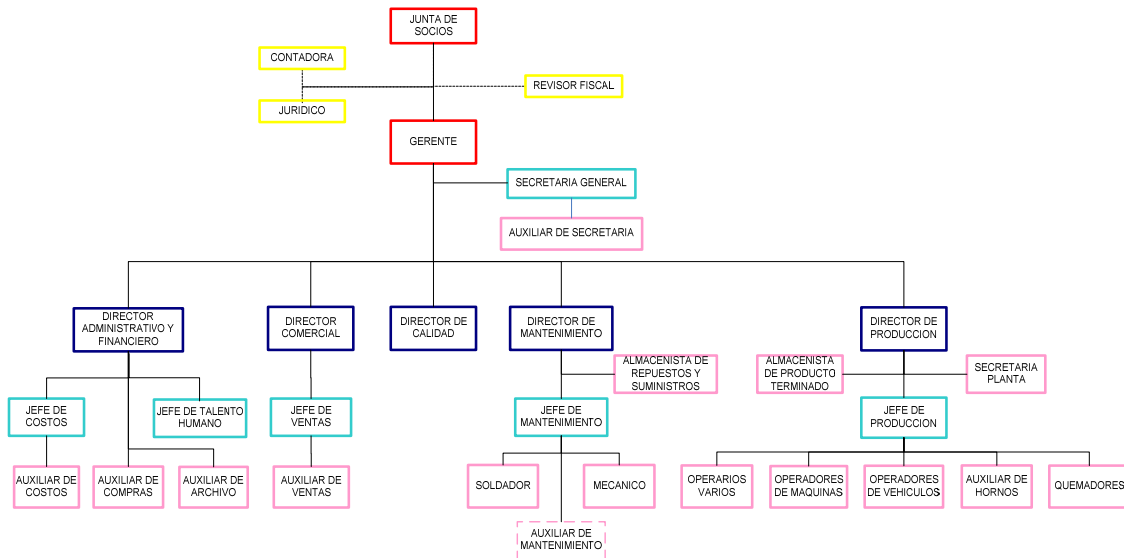 JUNTA DE
SOCIOS
CONTADORA
REVISOR FISCAL
JURIDICO
GERENTE
SECRETARIA GENERAL
AUXILIAR DE SECRETARIA
DIRECTOR
ADMINISTRATIVO Y
FINANCIERO
DIRECTOR
COMERCIAL
DIRECTOR DE
CALIDAD
DIRECTOR DE
MANTENIMIENTO
DIRECTOR DE
PRODUCCION
ALMACENISTA DE
REPUESTOS Y
SUMINISTROS
ALMACENISTA
DE PRODUCTO
TERMINADO
SECRETARIA
PLANTA
JEFE DE
COSTOS
JEFE DE TALENTO
HUMANO
JEFE DE
VENTAS
JEFE DE
MANTENIMIENTO
JEFE DE
PRODUCCION
AUXILIAR DE
COSTOS
AUXILIAR DE
COMPRAS
AUXILIAR DE
ARCHIVO
AUXILIAR DE
VENTAS
SOLDADOR
MECANICO
OPERARIOS
VARIOS
OPERADORES
DE MAQUINAS
OPERADORES
DE VEHICULOS
AUXILIAR DE
HORNOS
QUEMADORES
AUXILIAR DE
MANTENIMIENTO